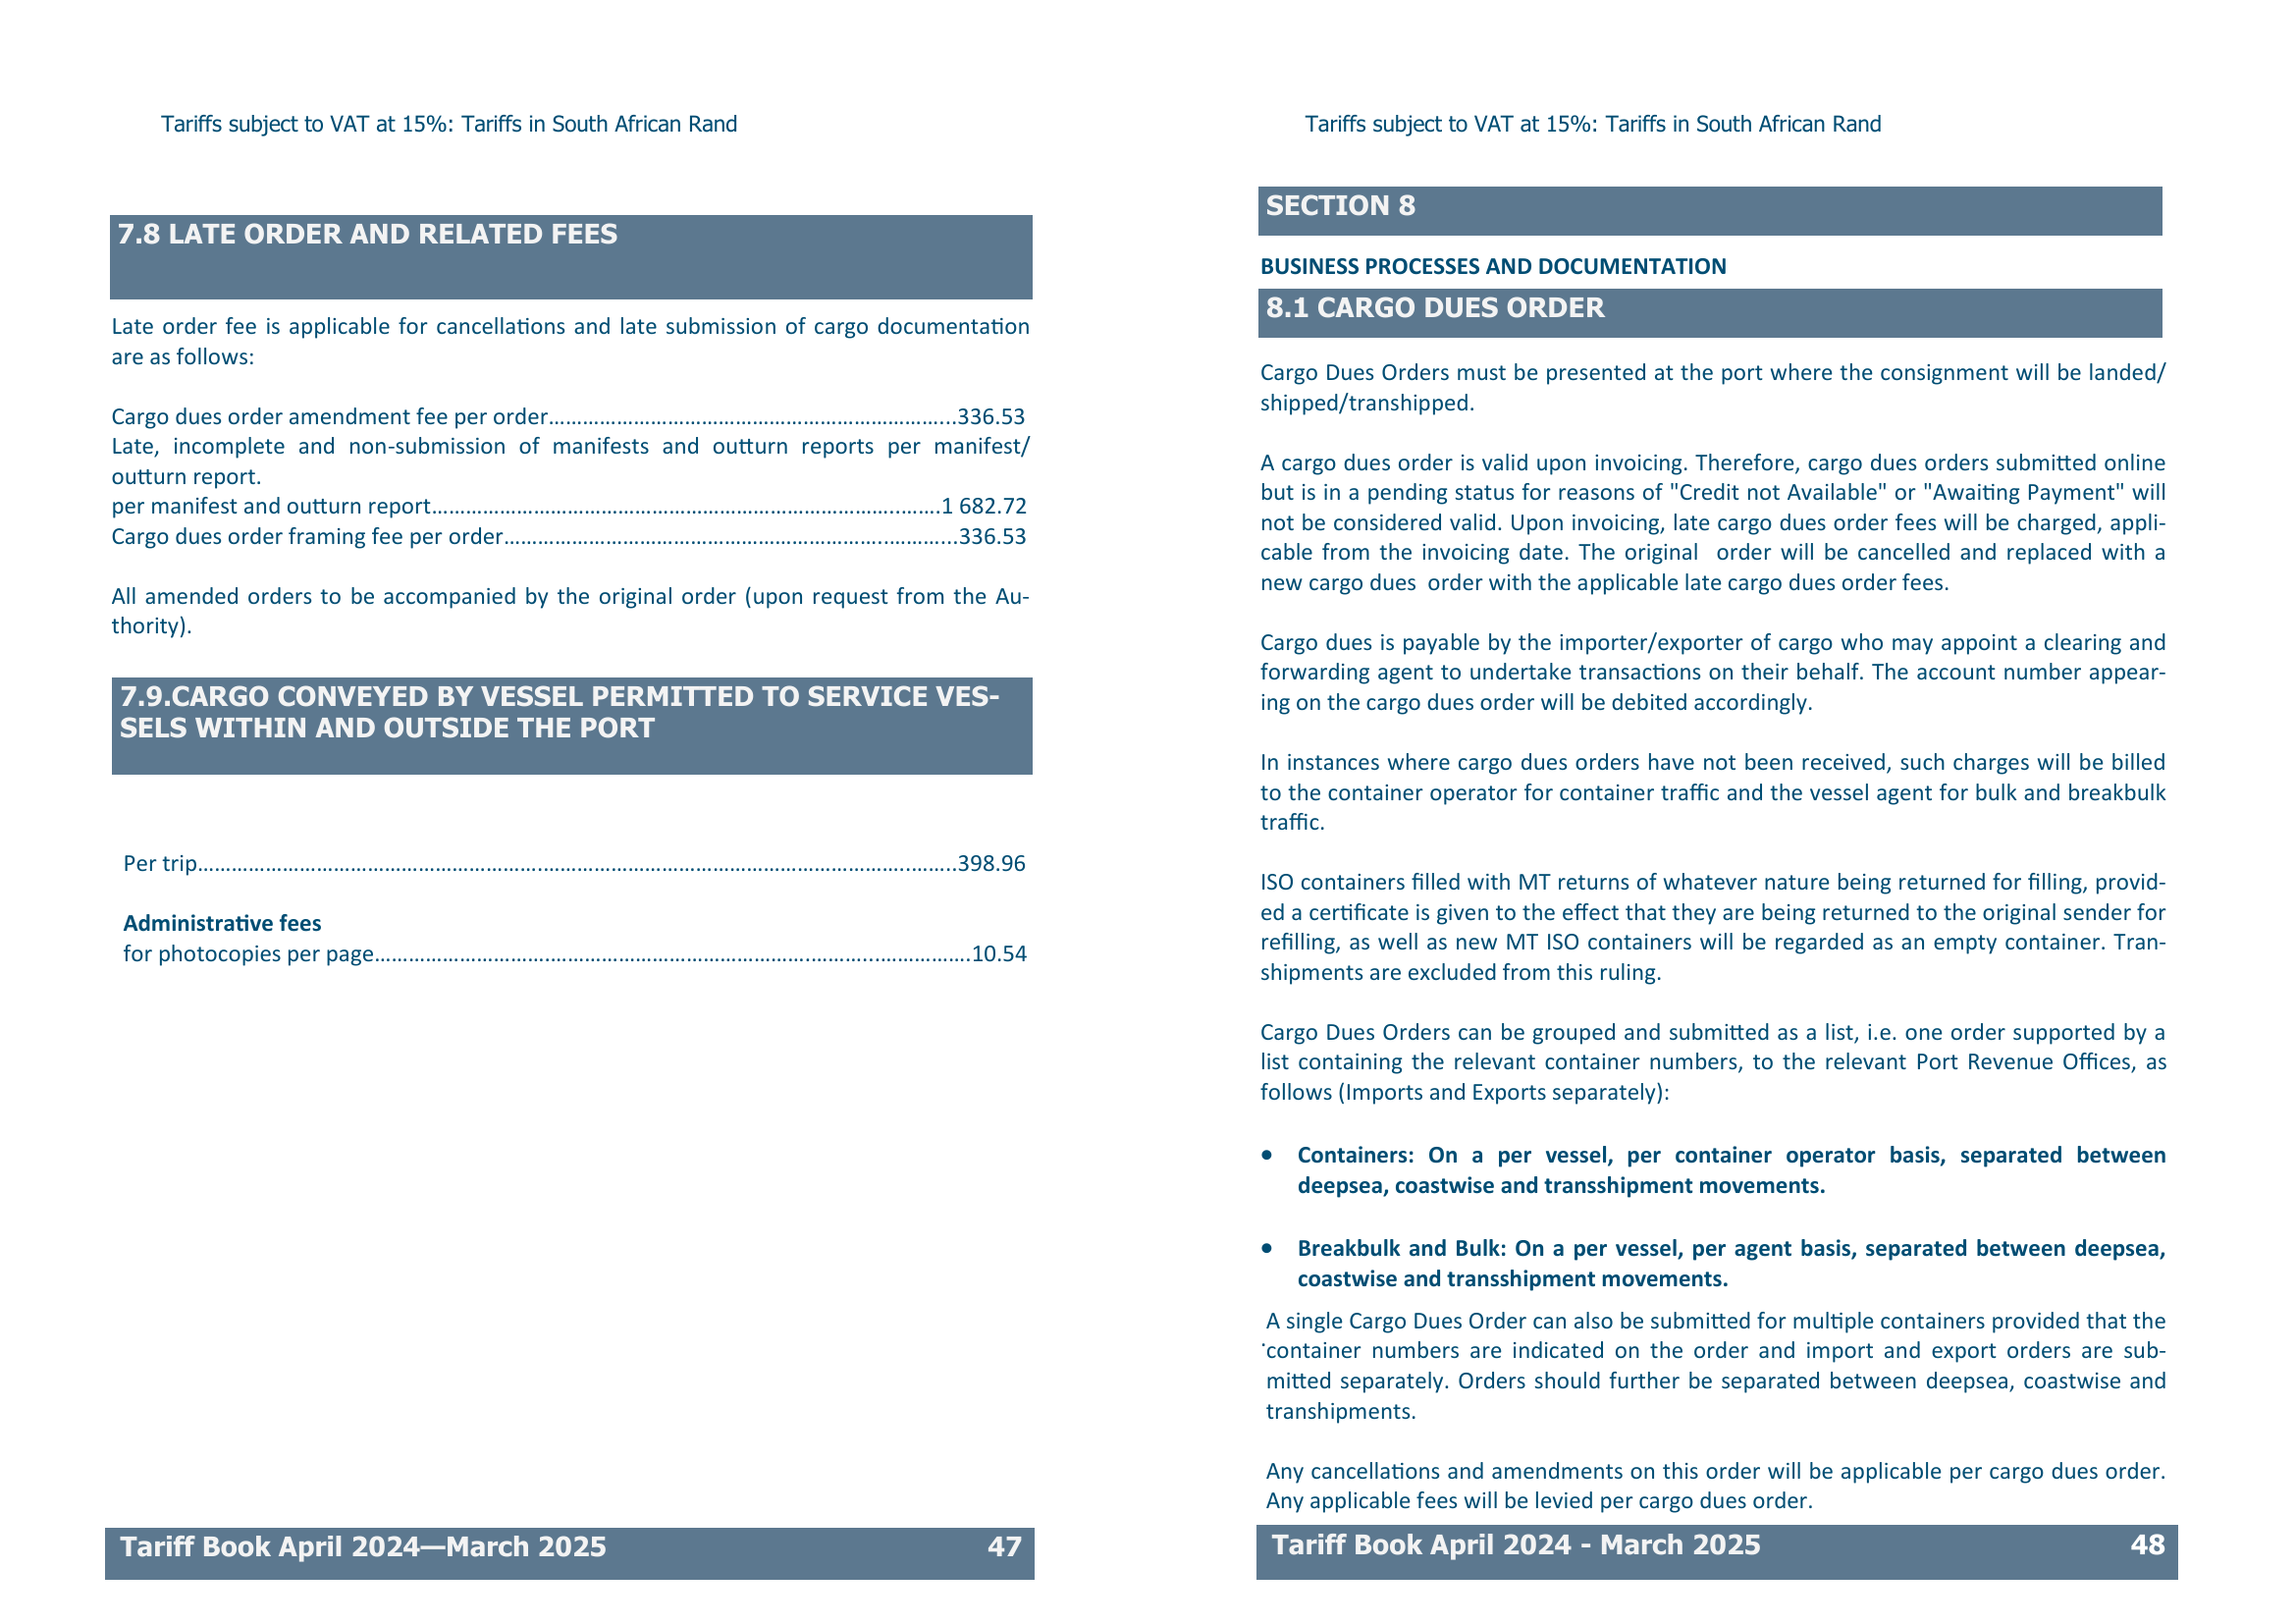 Tariffs subject to VAT at 15%: Tariffs in South African Rand
7.8 LATE ORDER AND RELATED FEES
Late order fee is applicable for cancellations and late submission of cargo documentation
are as follows:
Cargo dues order amendment fee per order……………………………………………...336.53
Late, incomplete and non-submission of manifests and outturn reports per manifest/
outturn report.
per manifest and outturn report……………………………………………………..…….1 682.72
Cargo dues order framing fee per order…………………………………………..………...336.53
All amended orders to be accompanied by the original order (upon request from the Au-
thority).
7.9.CARGO CONVEYED BY VESSEL PERMITTED TO SERVICE VES-
SELS WITHIN AND OUTSIDE THE PORT
Per trip……………………………………….…………………………………………..……..398.96
Administrative fees
for photocopies per page…………………….…………………………….………...………….10.54
Tariff Book April 2024—March 2025 47
Tariffs subject to VAT at 15%: Tariffs in South African Rand
SECTION 8
BUSINESS PROCESSES AND DOCUMENTATION
8.1 CARGO DUES ORDER
Cargo Dues Orders must be presented at the port where the consignment will be landed/
shipped/transhipped.
A cargo dues order is valid upon invoicing. Therefore, cargo dues orders submitted online
but is in a pending status for reasons of "Credit not Available" or "Awaiting Payment" will
not be considered valid. Upon invoicing, late cargo dues order fees will be charged, appli-
cable from the invoicing date. The original  order will be cancelled and replaced with a
new cargo dues  order with the applicable late cargo dues order fees.
Cargo dues is payable by the importer/exporter of cargo who may appoint a clearing and
forwarding agent to undertake transactions on their behalf. The account number appear-
ing on the cargo dues order will be debited accordingly.
In instances where cargo dues orders have not been received, such charges will be billed
to the container operator for container traffic and the vessel agent for bulk and breakbulk
traffic.
ISO containers filled with MT returns of whatever nature being returned for filling, provid-
ed a certificate is given to the effect that they are being returned to the original sender for
refilling, as well as new MT ISO containers will be regarded as an empty container. Tran-
shipments are excluded from this ruling.
Cargo Dues Orders can be grouped and submitted as a list, i.e. one order supported by a
list containing the relevant container numbers, to the relevant Port Revenue Offices, as
follows (Imports and Exports separately):
• Containers: On a per vessel, per container operator basis, separated between
deepsea, coastwise and transshipment movements.
• Breakbulk and Bulk: On a per vessel, per agent basis, separated between deepsea,
coastwise and transshipment movements.
A single Cargo Dues Order can also be submitted for multiple containers provided that the
container numbers are indicated on the order and import and export orders are sub-
mitted separately. Orders should further be separated between deepsea, coastwise and
transhipments.
Any cancellations and amendments on this order will be applicable per cargo dues order.
Any applicable fees will be levied per cargo dues order.
Tariff Book April 2024 - March 2025 48